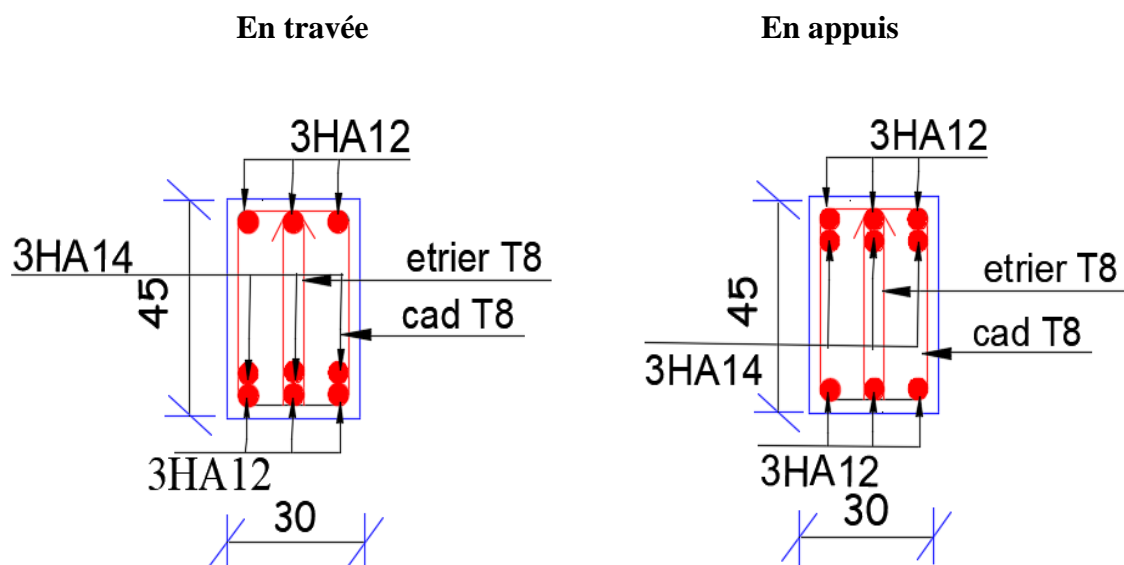 En travée
En appuis
3HA12
3HA14
etrier T8
45
cad T8
3HA12
30
3HA12
etrier T8
45
cad T8
3HA14
3HA12
30